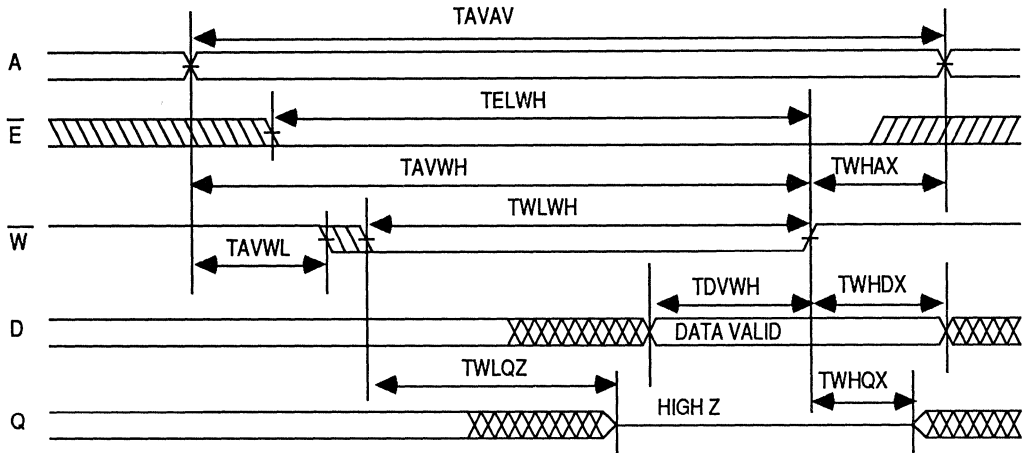 TAVAV
A
TELWH
E̅
TAVWH
TWHAX
TWLWH
W̅
TAVWL
TDVWH
TWHDX
D
DATA VALID
TWLQZ
TWHQX
HIGH Z
Q